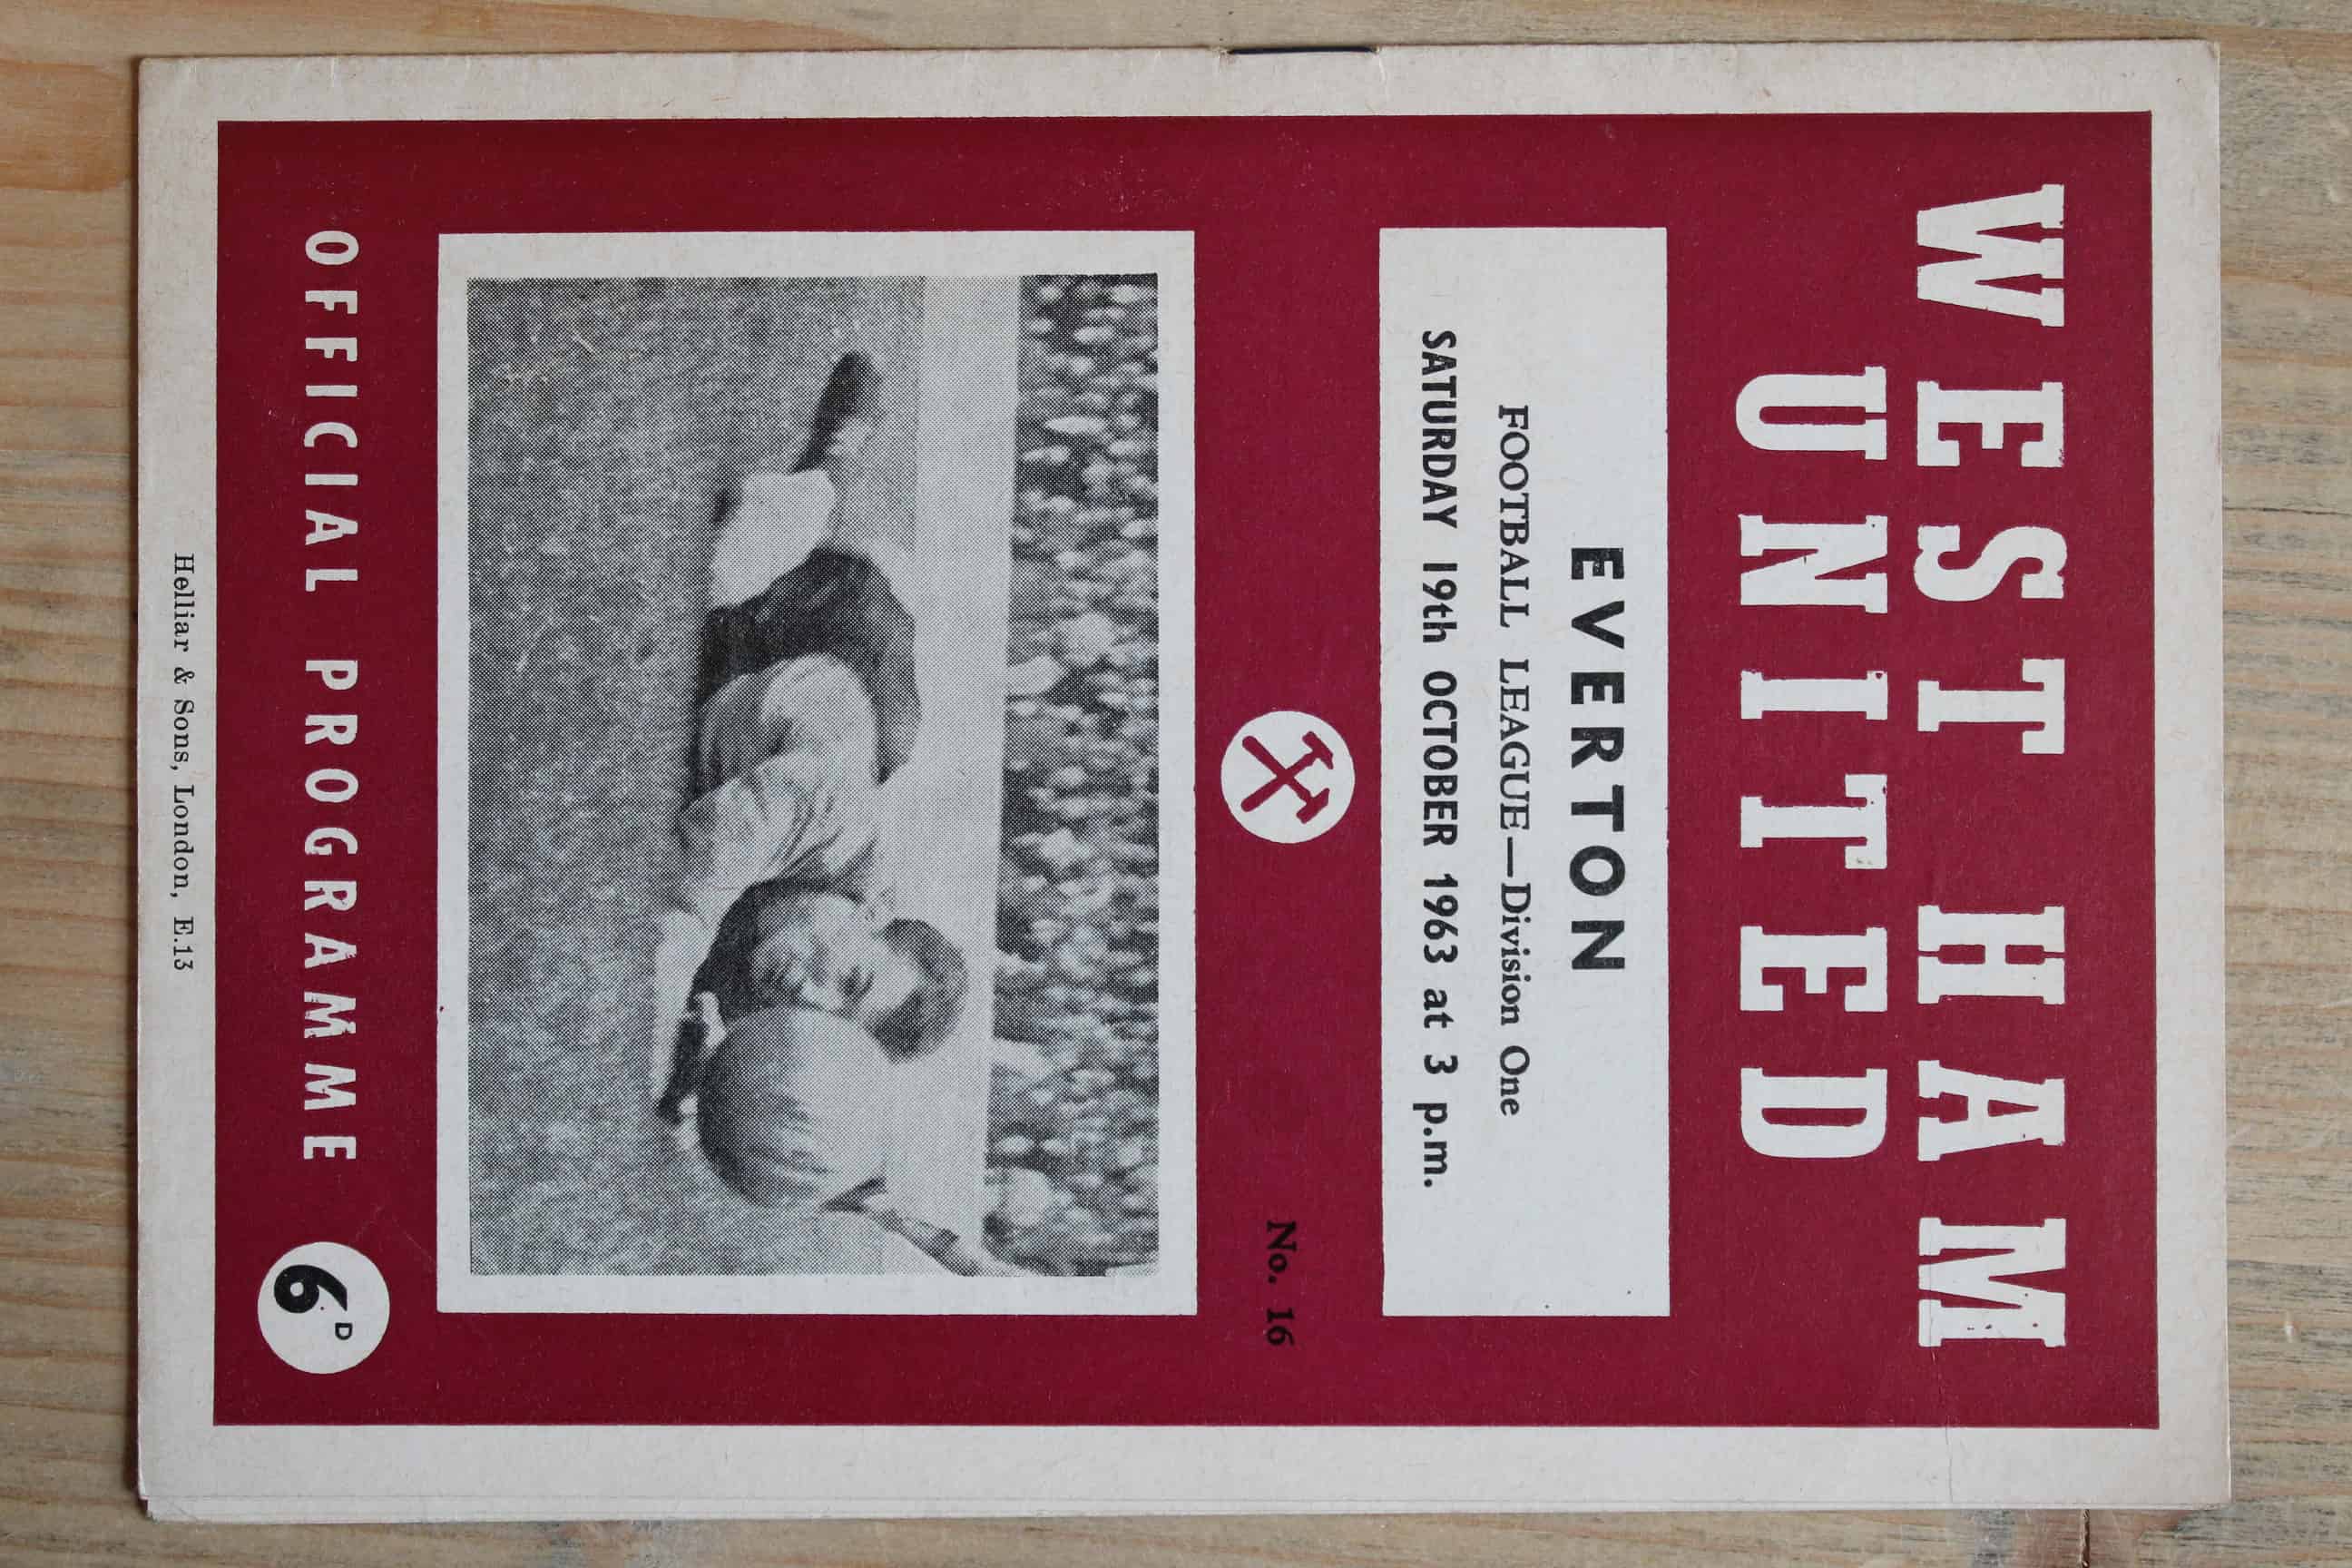 WEST HAM
UNITED
EVERTON
FOOTBALL LEAGUE—Division One
SATURDAY 19th OCTOBER 1963 at 3 p.m.
No. 16
OFFICIAL PROGRAMME
6D
Helliar & Sons, London, E.13